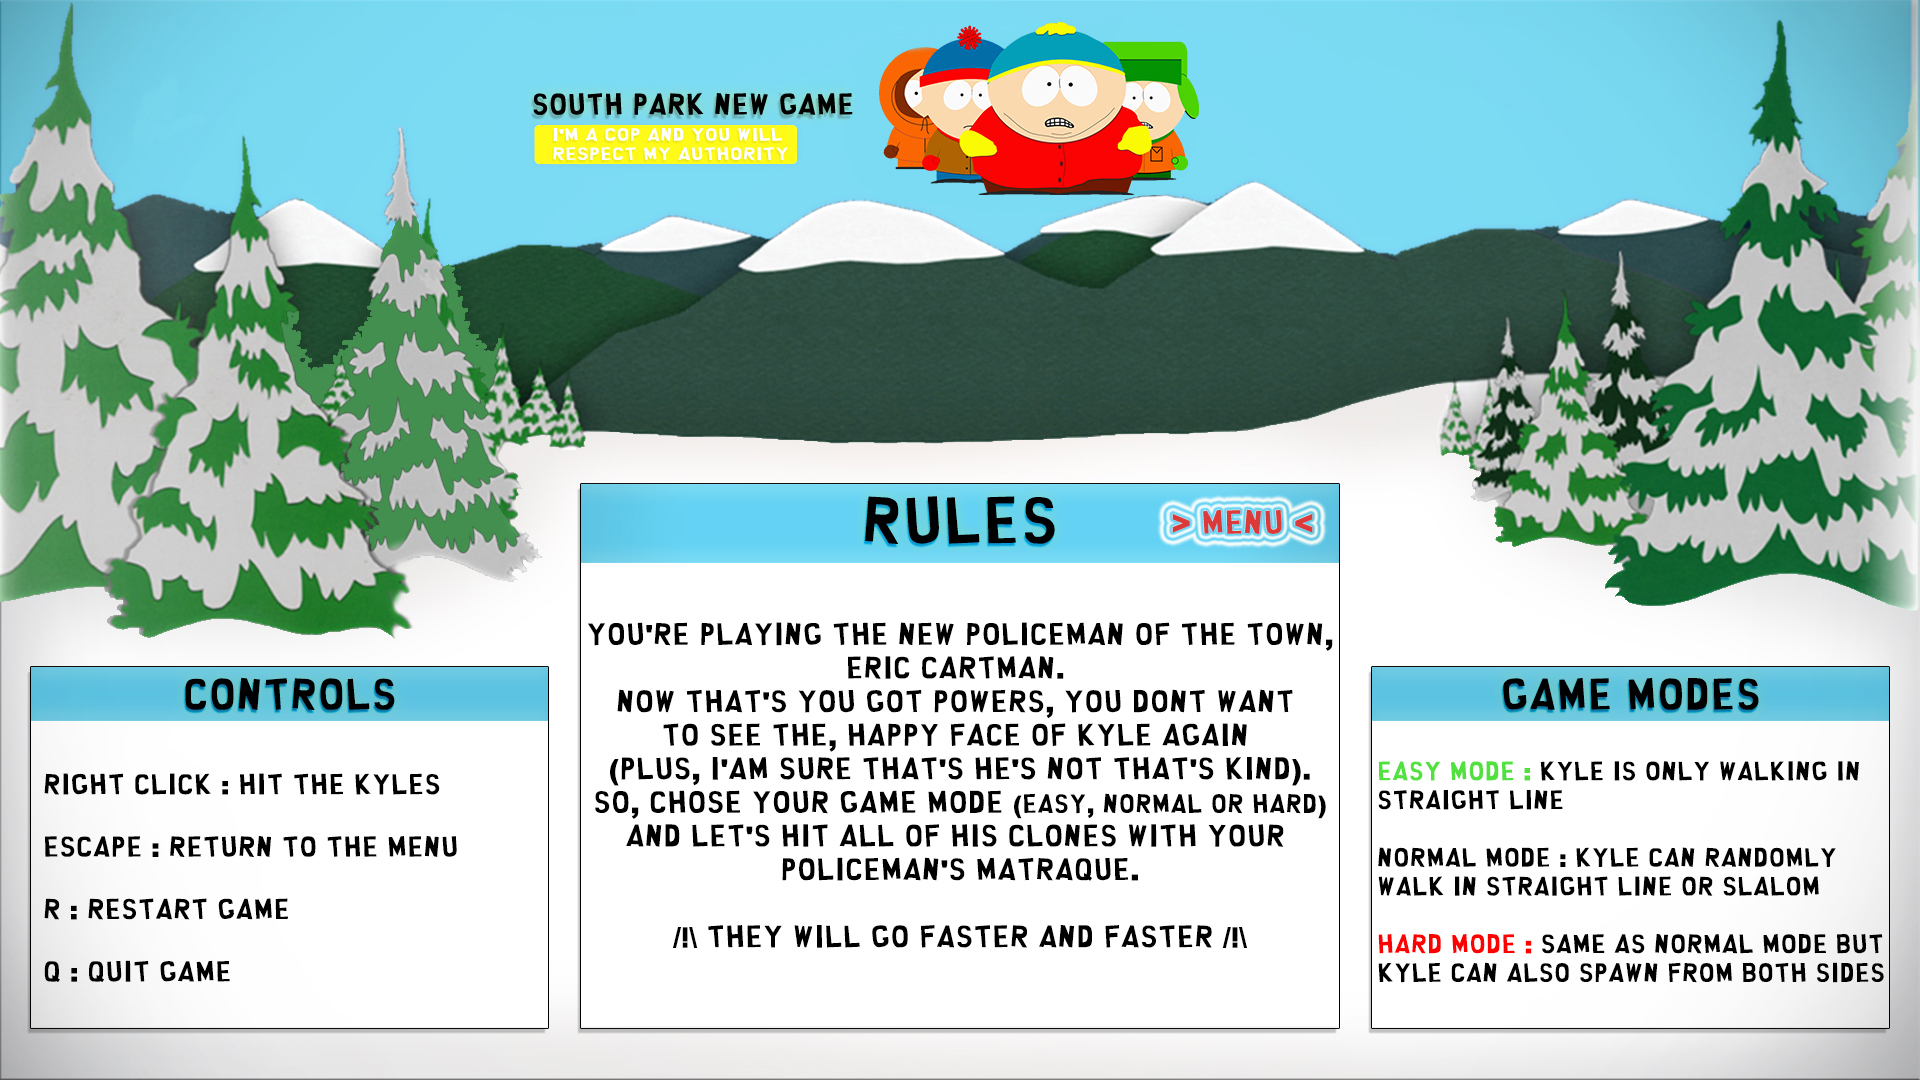 SOUTH PARK NEW GAME
I'M A COP AND YOU WILL
RESPECT MY AUTHORITY
RULES
> MENU <
YOU'RE PLAYING THE NEW POLICEMAN OF THE TOWN,
ERIC CARTMAN.
NOW THAT'S YOU GOT POWERS, YOU DONT WANT
TO SEE THE, HAPPY FACE OF KYLE AGAIN
(PLUS, I'AM SURE THAT'S HE'S NOT THAT'S KIND).
SO, CHOSE YOUR GAME MODE (EASY, NORMAL OR HARD)
AND LET'S HIT ALL OF HIS CLONES WITH YOUR
POLICEMAN'S MATRAQUE.
/!\ THEY WILL GO FASTER AND FASTER /!\
CONTROLS
RIGHT CLICK : HIT THE KYLES
ESCAPE : RETURN TO THE MENU
R : RESTART GAME
Q : QUIT GAME
GAME MODES
EASY MODE : KYLE IS ONLY WALKING IN
STRAIGHT LINE
NORMAL MODE : KYLE CAN RANDOMLY
WALK IN STRAIGHT LINE OR SLALOM
HARD MODE : SAME AS NORMAL MODE BUT
KYLE CAN ALSO SPAWN FROM BOTH SIDES